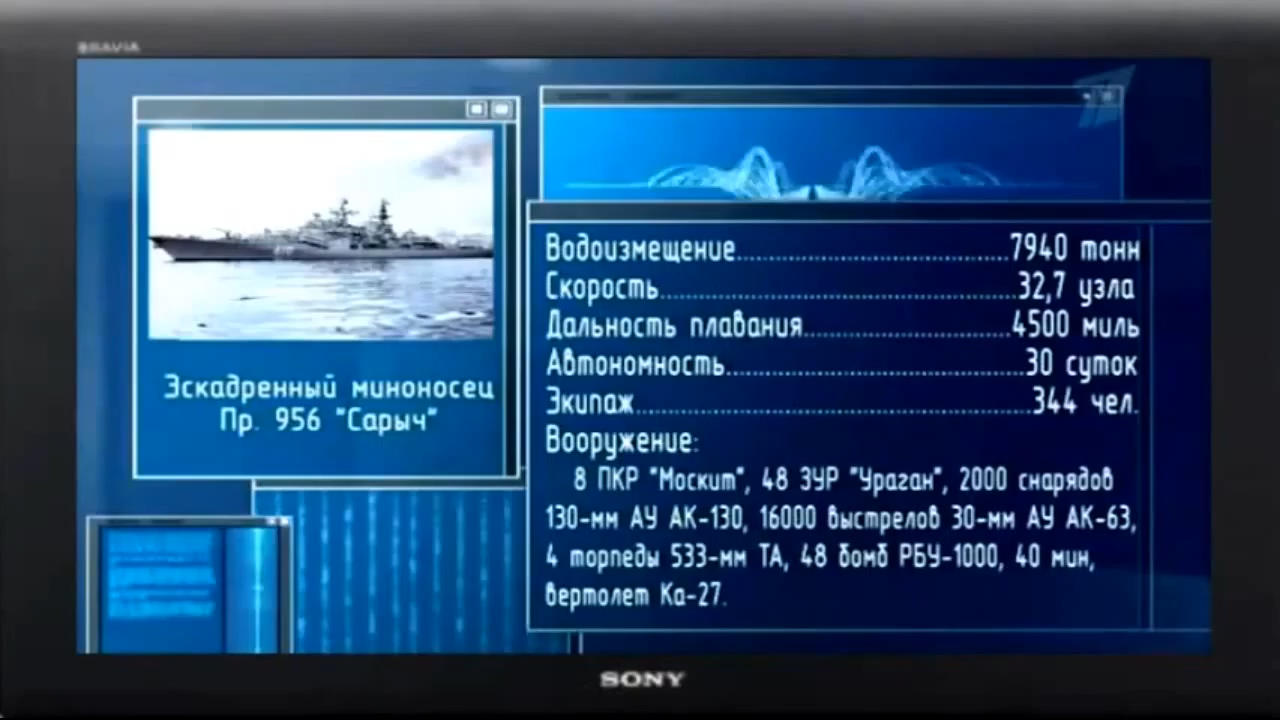 BRAVIA
Эскадренный миноносец
Пр. 956 "Сарыч"
Водоизмещение..................................7940 тонн
Скорость............................................32,7 узла
Дальность плавания.........................4500 миль
Автономность.....................................30 суток
Экипаж................................................344 чел.
Вооружение:
8 ПКР "Москит", 48 ЗУР "Ураган", 2000 снарядов
130-мм АУ АК-130, 16000 выстрелов 30-мм АУ АК-63,
4 торпеды 533-мм ТА, 48 бомб РБУ-1000, 40 мин,
вертолет Ка-27.
SONY